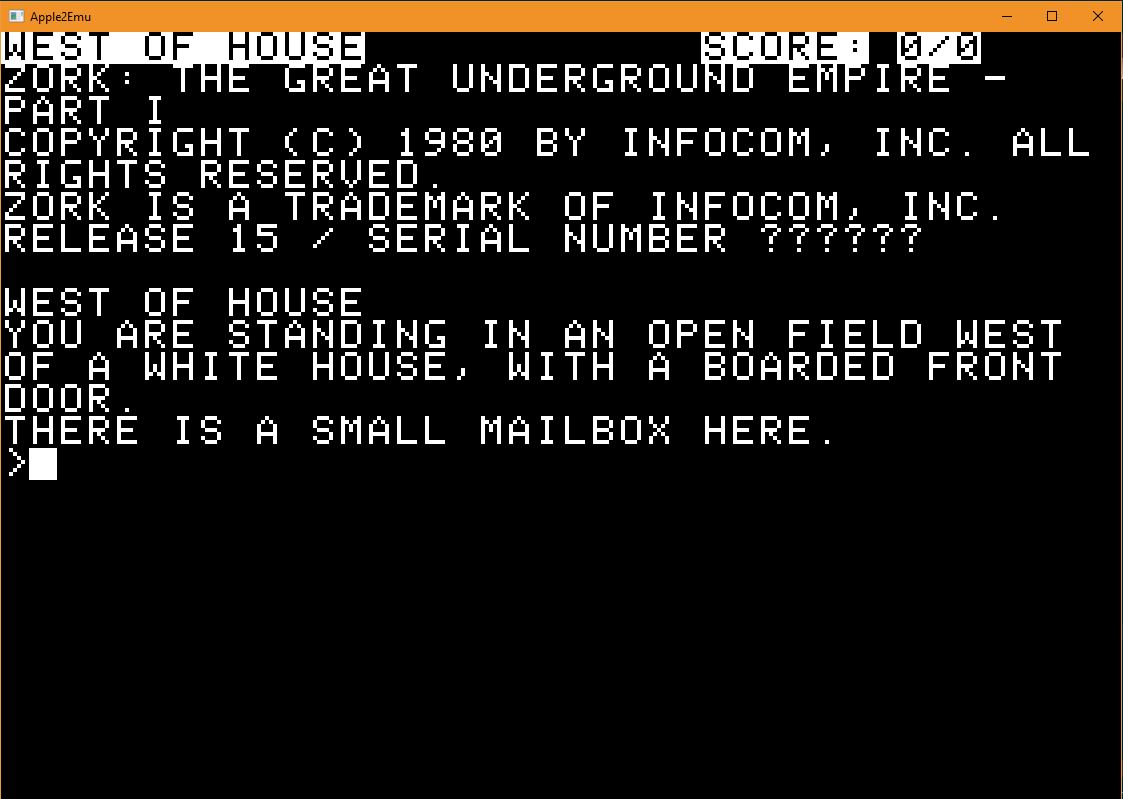 Apple2Emu
WEST OF HOUSE SCORE: 0/0
ZORK: THE GREAT UNDERGROUND EMPIRE -
PART I
COPYRIGHT (C) 1980 BY INFOCOM, INC. ALL
RIGHTS RESERVED.
ZORK IS A TRADEMARK OF INFOCOM, INC.
RELEASE 15 / SERIAL NUMBER ??????
WEST OF HOUSE
YOU ARE STANDING IN AN OPEN FIELD WEST
OF A WHITE HOUSE, WITH A BOARDED FRONT
DOOR.
THERE IS A SMALL MAILBOX HERE.
>